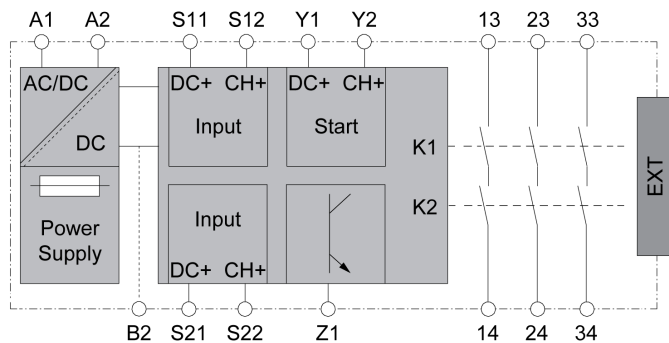 A1 A2 S11 S12 Y1 Y2 13 23 33
AC/DC DC+ CH+ DC+ CH+
DC Input Start
K1
EXT
K2
Power
Supply
Input
DC+ CH+
B2 S21 S22 Z1 14 24 34